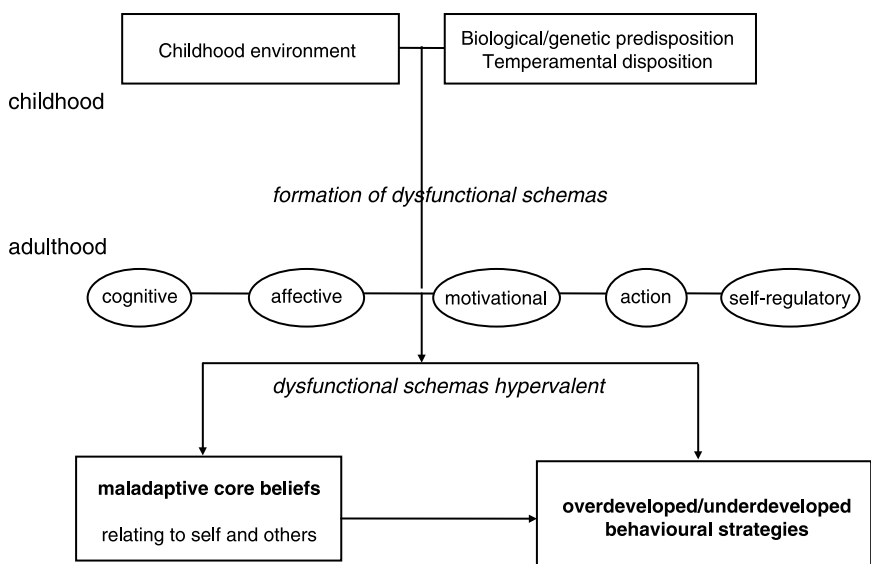 Childhood environment
Biological/genetic predisposition
Temperamental disposition
childhood
formation of dysfunctional schemas
adulthood
cognitive
affective
motivational
action
self-regulatory
dysfunctional schemas hypervalent
maladaptive core beliefs
relating to self and others
overdeveloped/underdeveloped
behavioural strategies